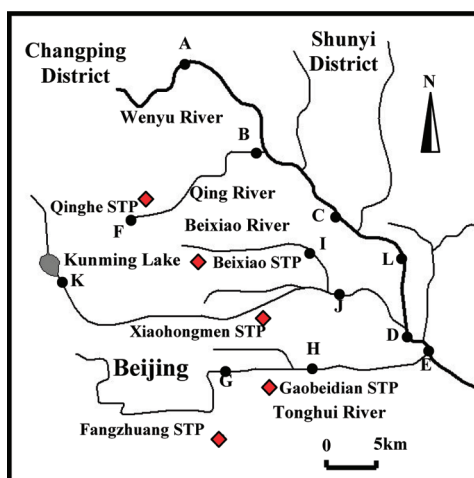 Changping
District
Shunyi
District
A
N
Wenyu River
B
Qing River
Qinghe STP
F
C
Beixiao River
I
Kunming Lake
Beixiao STP
L
K
J
Xiaohongmen STP
D
E
Beijing
G
H
Gaobeidian STP
Tonghui River
Fangzhuang STP
0 5km